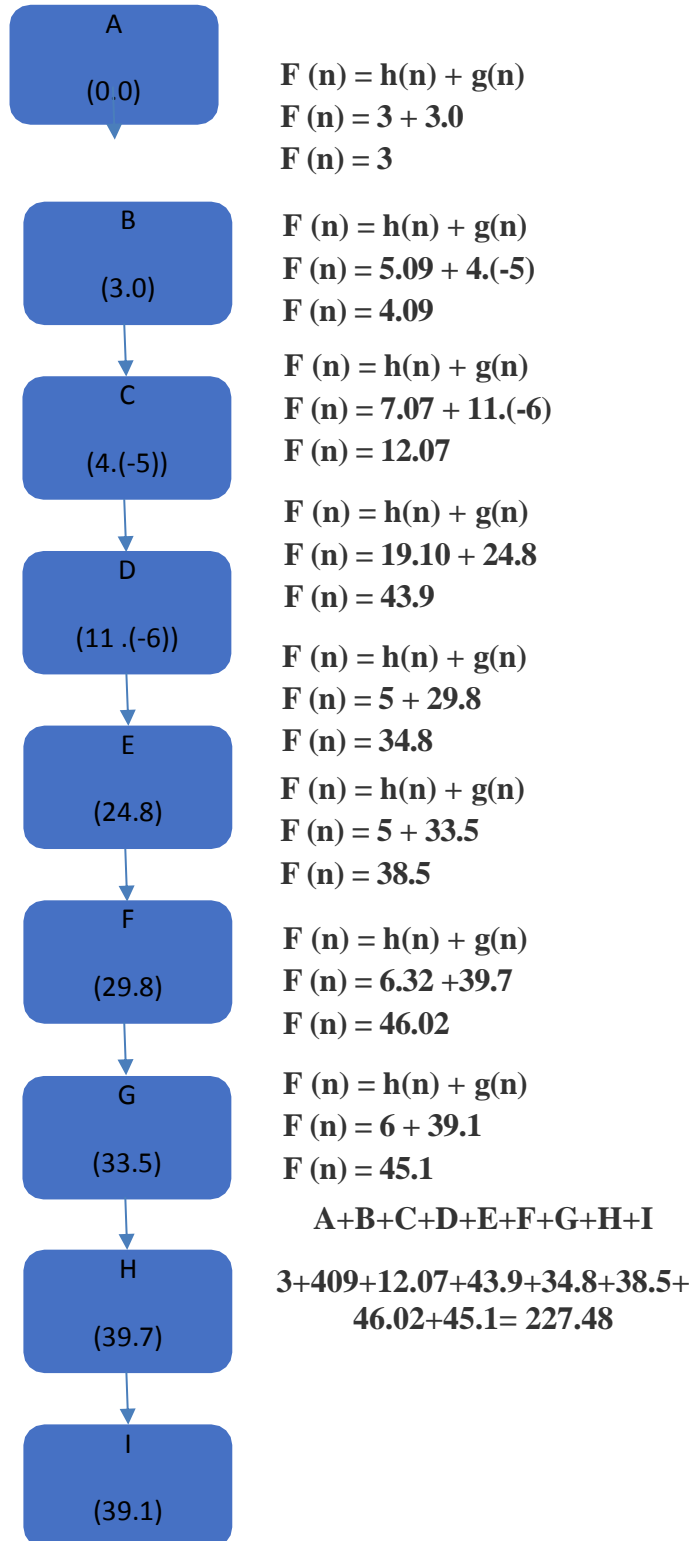 A
(0.0)
F (n) = h(n) + g(n)
F (n) = 3 + 3.0
F (n) = 3
B
(3.0)
F (n) = h(n) + g(n)
F (n) = 5.09 + 4.(-5)
F (n) = 4.09
C
(4.(-5))
F (n) = h(n) + g(n)
F (n) = 7.07 + 11.(-6)
F (n) = 12.07
D
(11 .(-6))
F (n) = h(n) + g(n)
F (n) = 19.10 + 24.8
F (n) = 43.9
E
(24.8)
F (n) = h(n) + g(n)
F (n) = 5 + 29.8
F (n) = 34.8
F (n) = h(n) + g(n)
F (n) = 5 + 33.5
F (n) = 38.5
F
(29.8)
F (n) = h(n) + g(n)
F (n) = 6.32 +39.7
F (n) = 46.02
G
(33.5)
F (n) = h(n) + g(n)
F (n) = 6 + 39.1
F (n) = 45.1
A+B+C+D+E+F+G+H+I
H
(39.7)
3+409+12.07+43.9+34.8+38.5+
46.02+45.1= 227.48
I
(39.1)